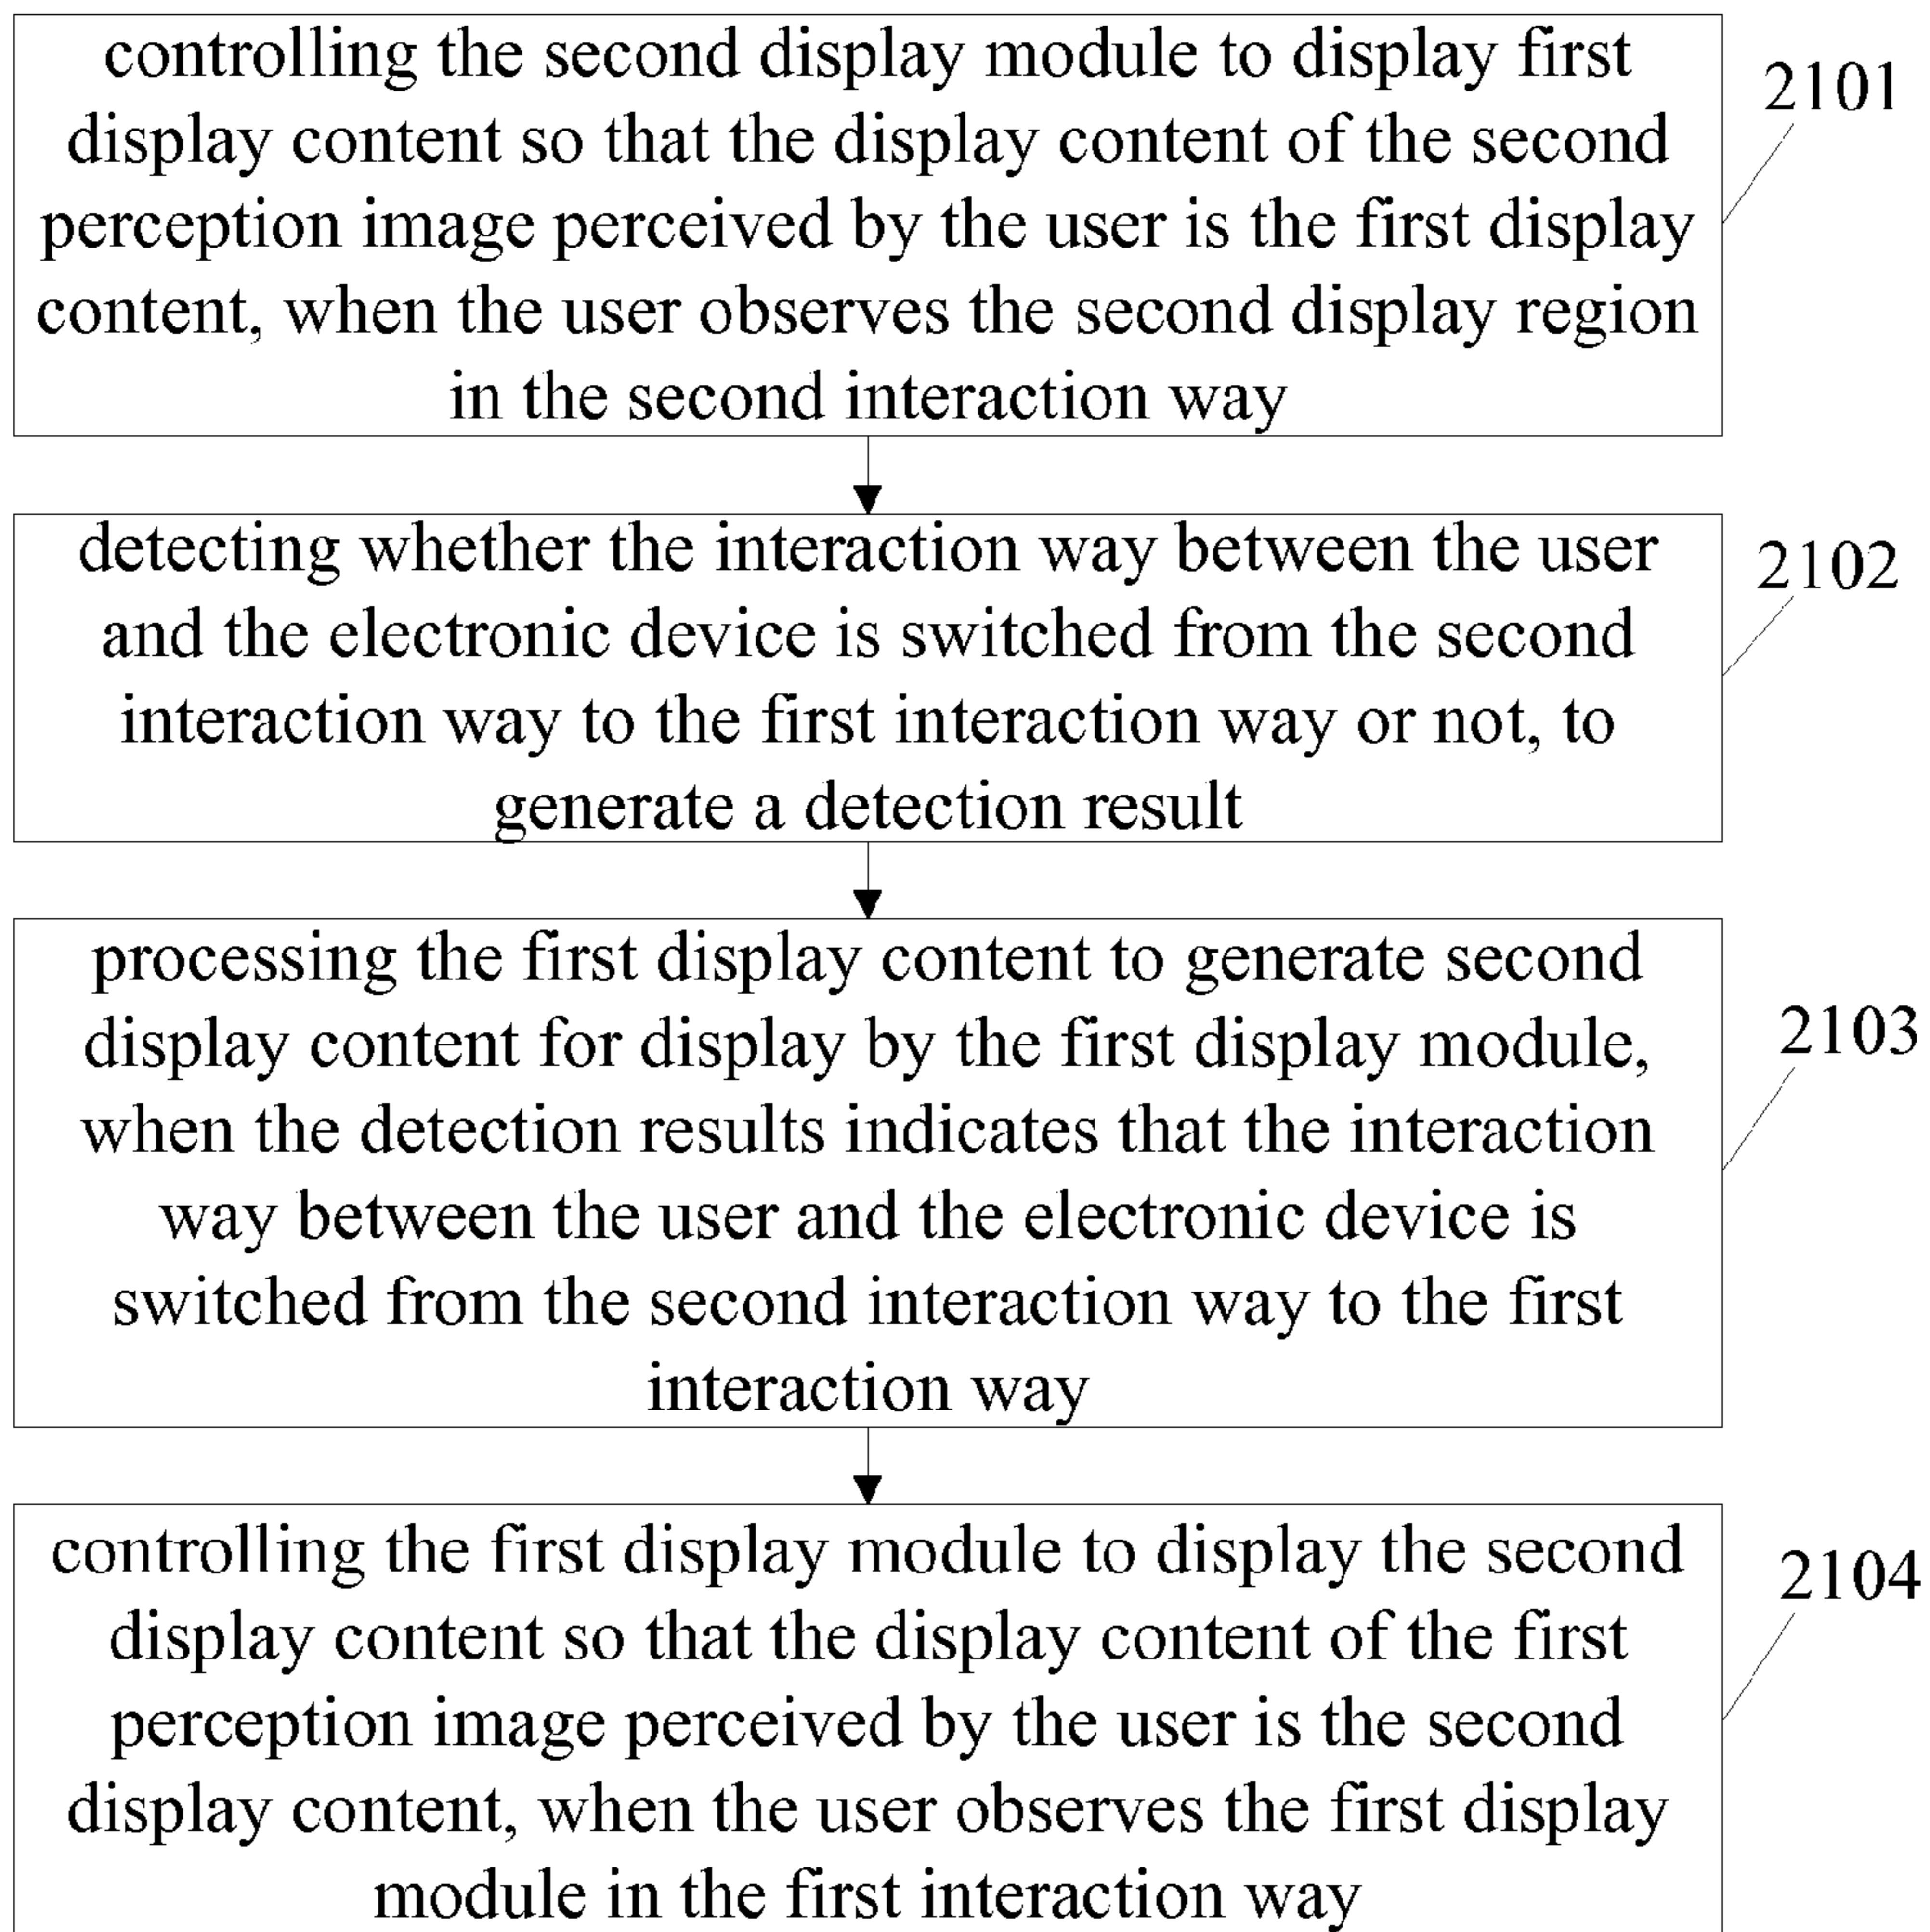 controlling the second display module to display first
display content so that the display content of the second
perception image perceived by the user is the first display
content, when the user observes the second display region
in the second interaction way
2101
detecting whether the interaction way between the user
and the electronic device is switched from the second
interaction way to the first interaction way or not, to
generate a detection result
2102
processing the first display content to generate second
display content for display by the first display module,
when the detection results indicates that the interaction
way between the user and the electronic device is
switched from the second interaction way to the first
interaction way
2103
controlling the first display module to display the second
display content so that the display content of the first
perception image perceived by the user is the second
display content, when the user observes the first display
module in the first interaction way
2104